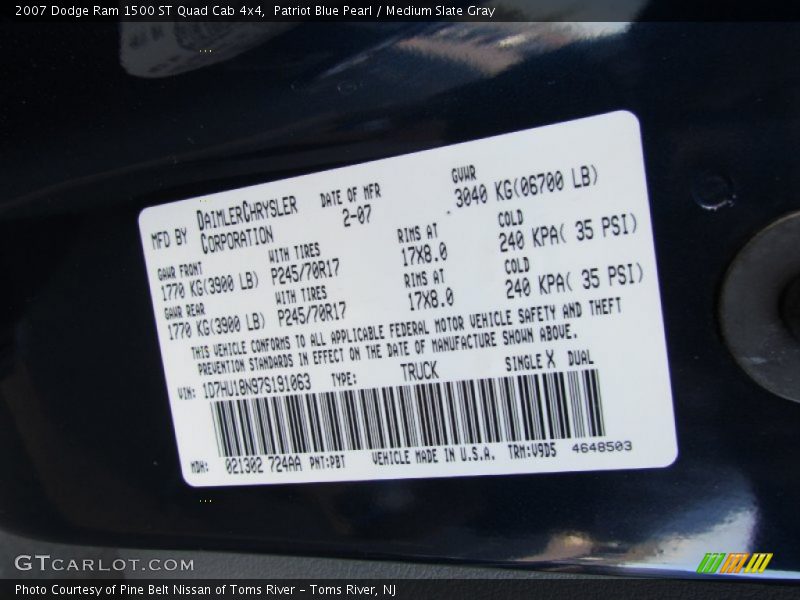 2007 Dodge Ram 1500 ST Quad Cab 4x4,  Patriot Blue Pearl / Medium Slate Gray
MFD BY DAIMLERCHRYSLER CORPORATION
DATE OF MFR
2-07
GVWR
3040 KG(06700 LB)
GAWR FRONT
1770 KG(3900 LB)
WITH TIRES
P245/70R17
RIMS AT
17X8.0
COLD
240 KPA( 35 PSI)
GAWR REAR
1770 KG(3900 LB)
WITH TIRES
P245/70R17
RIMS AT
17X8.0
COLD
240 KPA( 35 PSI)
THIS VEHICLE CONFORMS TO ALL APPLICABLE FEDERAL MOTOR VEHICLE SAFETY AND THEFT
PREVENTION STANDARDS IN EFFECT ON THE DATE OF MANUFACTURE SHOWN ABOVE.
VIN: 1D7HU18N97S191063 TYPE: TRUCK SINGLE X DUAL
MDH: 021302 724AA PNT:PBT VEHICLE MADE IN U.S.A. TRM:V9D5 4648503
GTCARLOT.COM
Photo Courtesy of Pine Belt Nissan of Toms River – Toms River, NJ